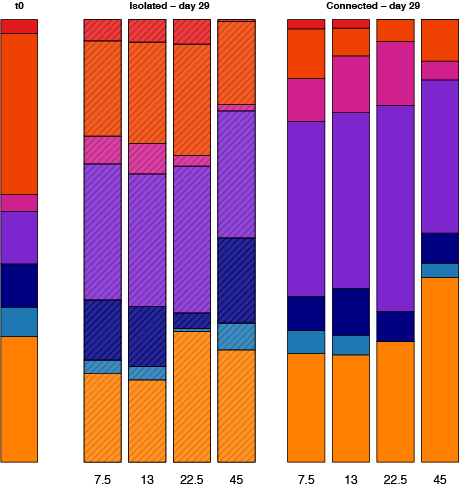 t0 Isolated – day 29 Connected – day 29
7.5 13 22.5 45 7.5 13 22.5 45